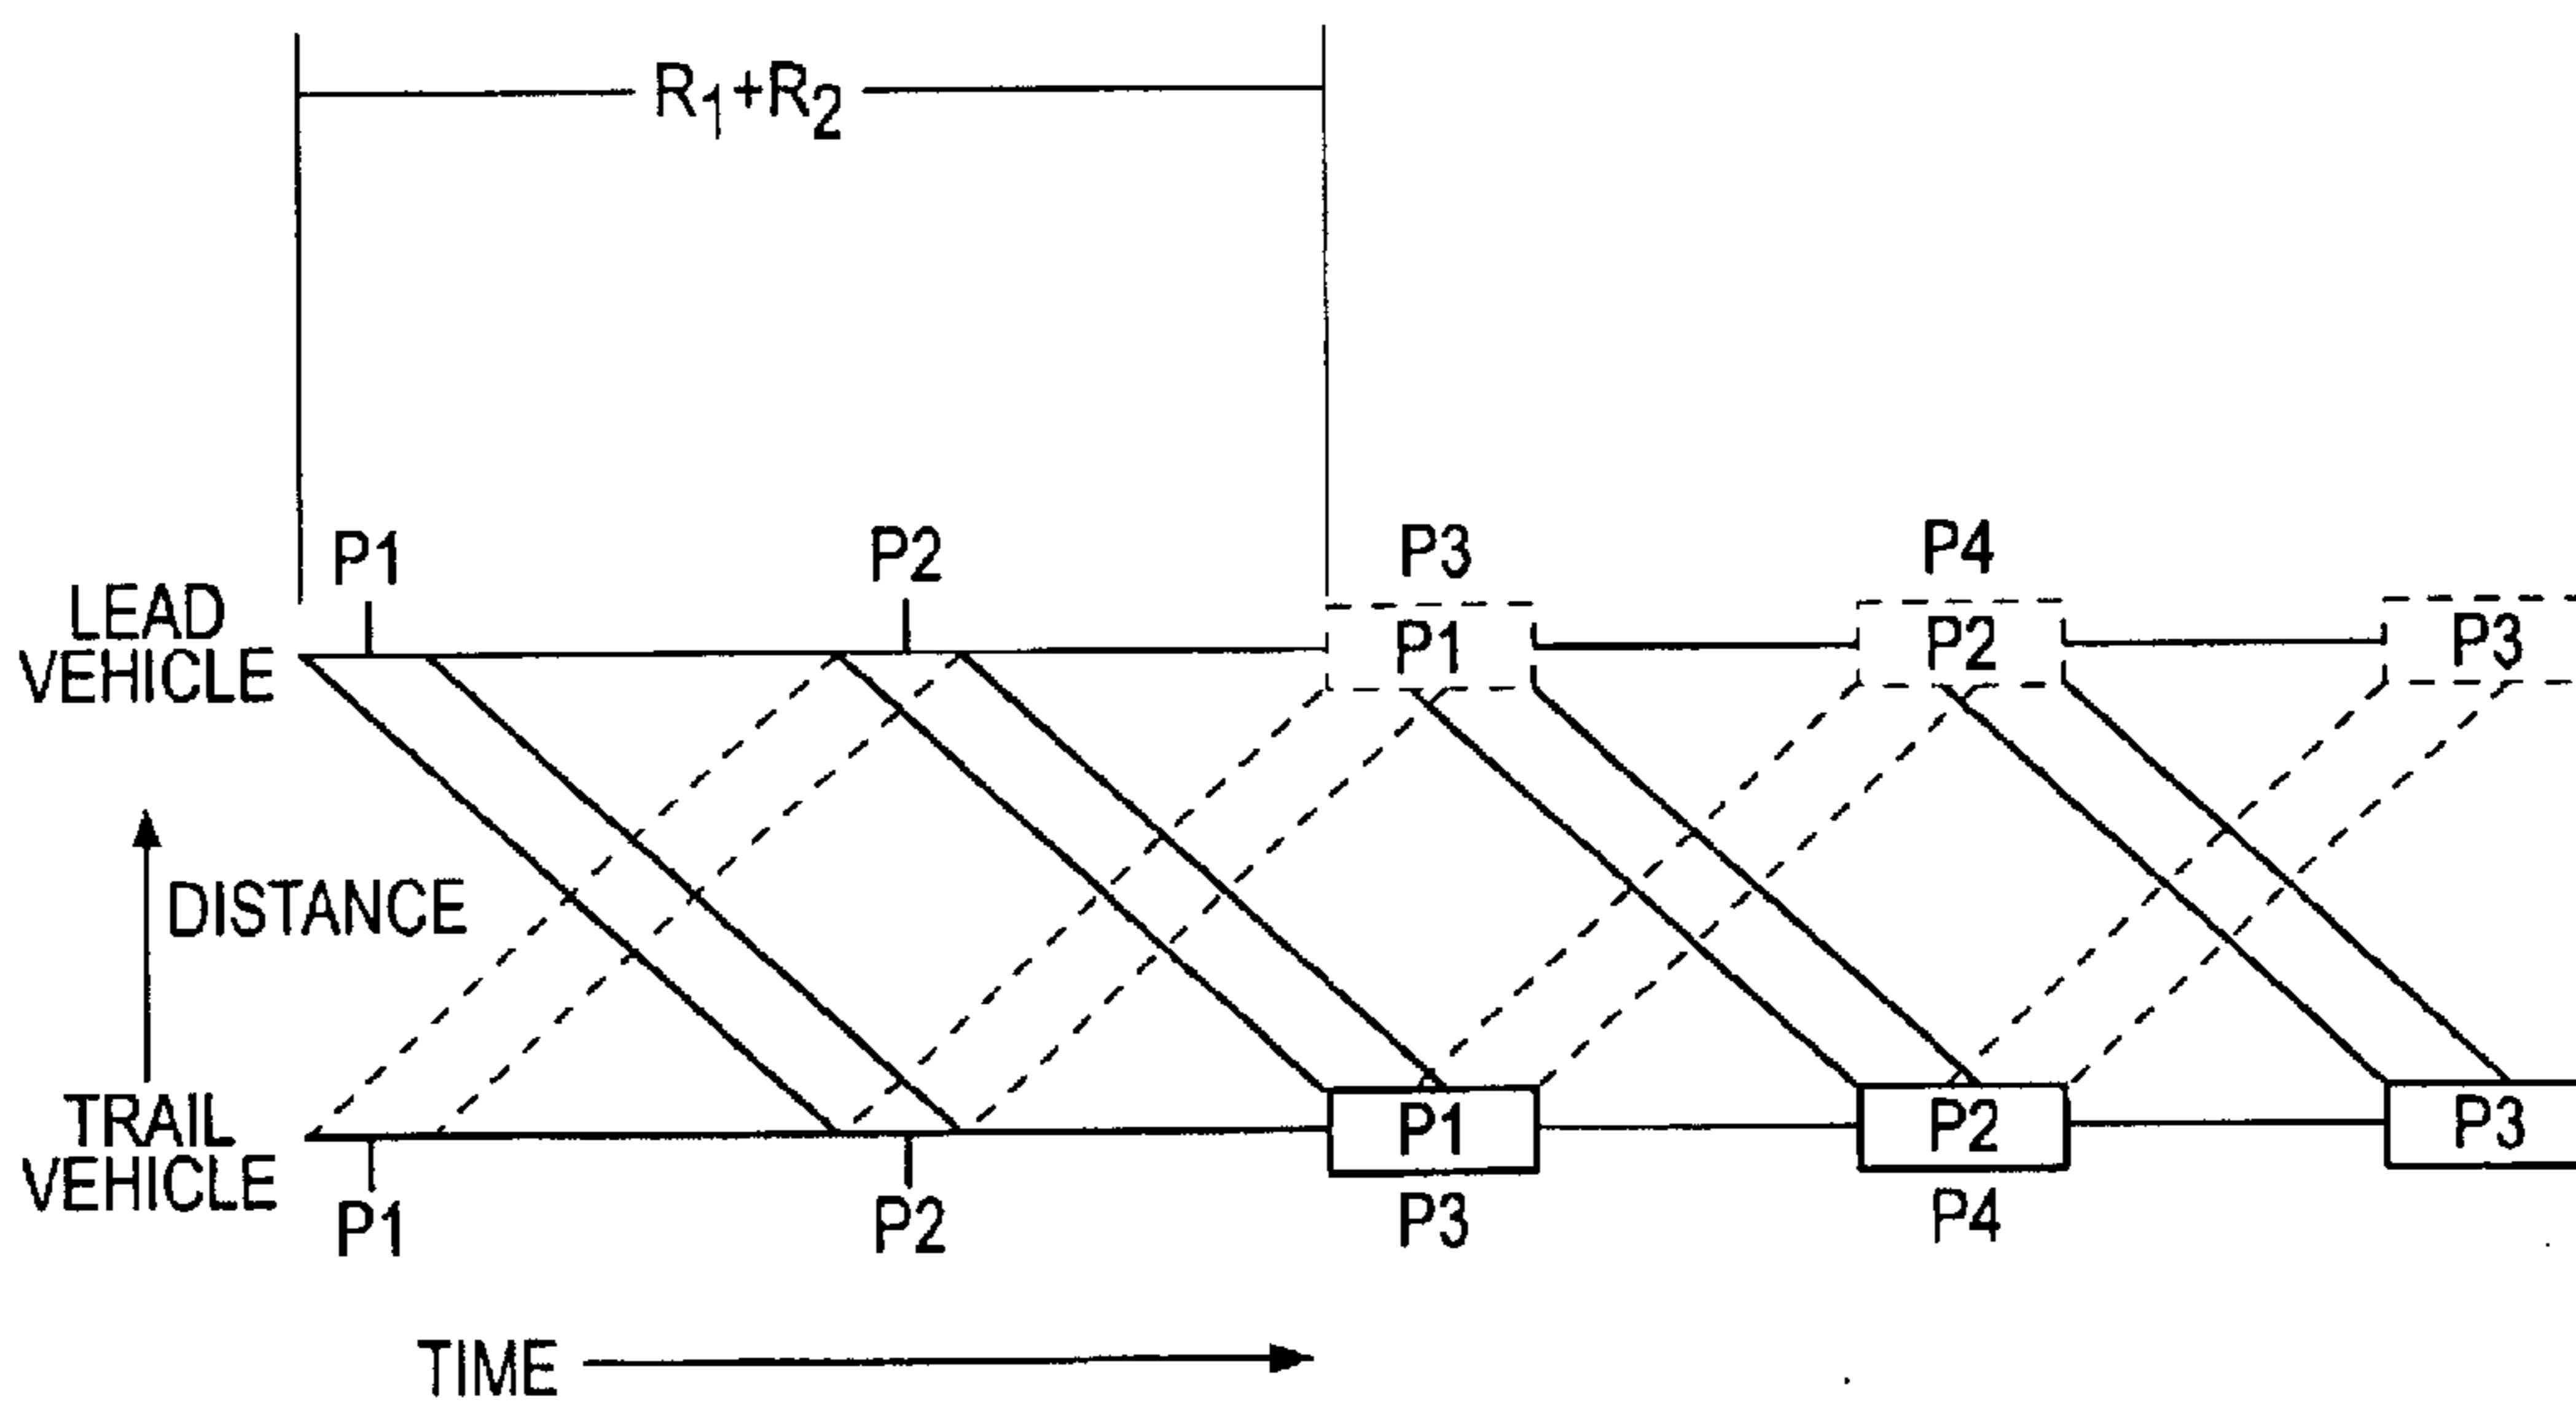 R1+R2
P1 P2 P3 P4
LEAD
VEHICLE
P1 P2 P3
DISTANCE
TRAIL
VEHICLE
P1 P2 P3
P1 P2 P3 P4
TIME